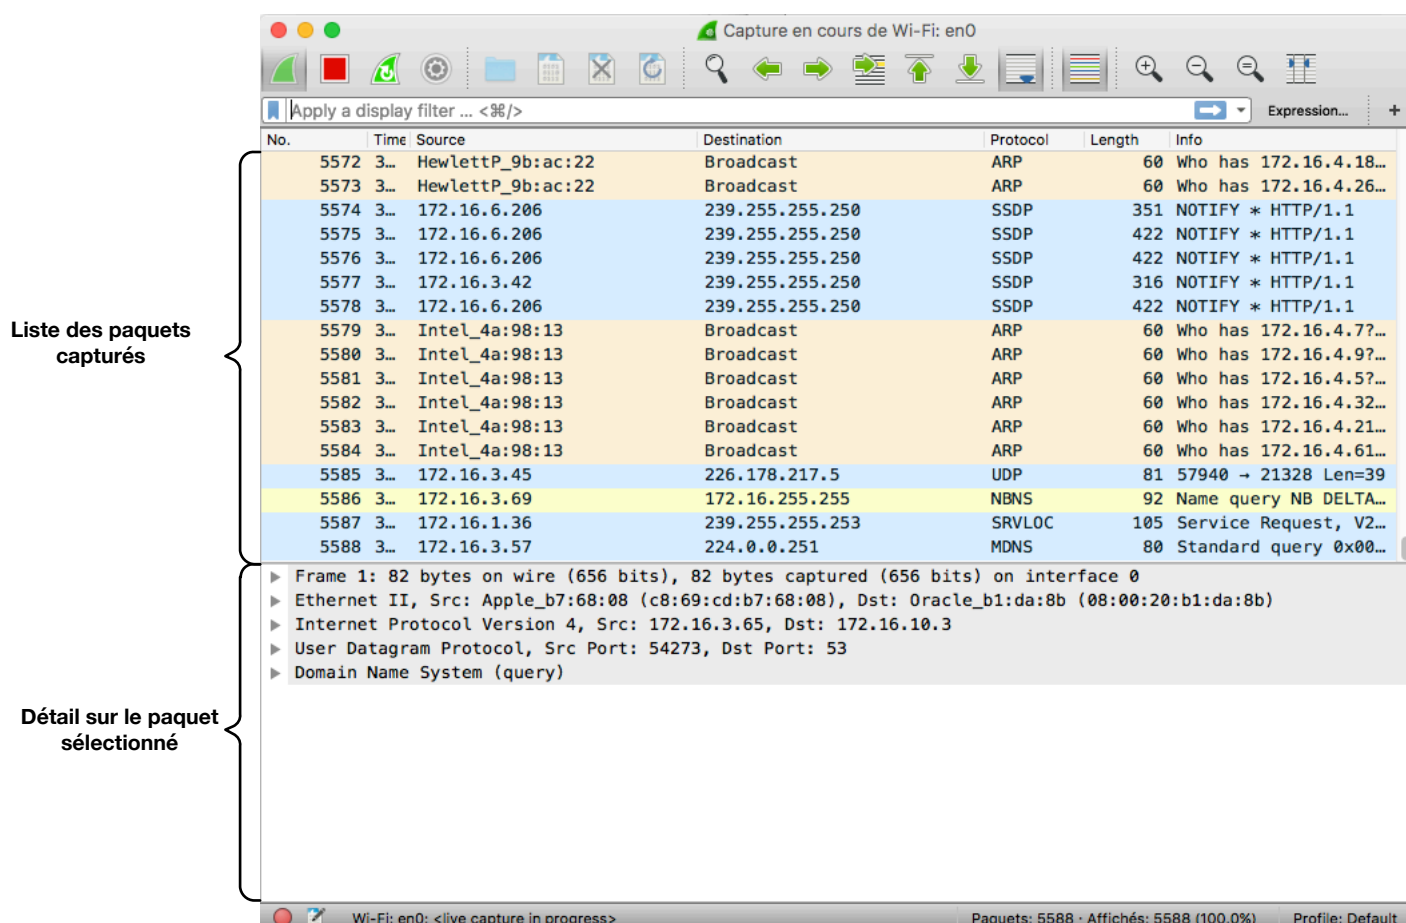 Capture en cours de Wi-Fi: en0
Apply a display filter ... <⌘/>
Expression...
+
No. Time Source Destination Protocol Length Info
5572 3... HewlettP_9b:ac:22 Broadcast ARP 60 Who has 172.16.4.18...
5573 3... HewlettP_9b:ac:22 Broadcast ARP 60 Who has 172.16.4.26...
5574 3... 172.16.6.206 239.255.255.250 SSDP 351 NOTIFY * HTTP/1.1
5575 3... 172.16.6.206 239.255.255.250 SSDP 422 NOTIFY * HTTP/1.1
5576 3... 172.16.6.206 239.255.255.250 SSDP 422 NOTIFY * HTTP/1.1
5577 3... 172.16.3.42 239.255.255.250 SSDP 316 NOTIFY * HTTP/1.1
5578 3... 172.16.6.206 239.255.255.250 SSDP 422 NOTIFY * HTTP/1.1
Liste des paquets
capturés
5579 3... Intel_4a:98:13 Broadcast ARP 60 Who has 172.16.4.7?...
5580 3... Intel_4a:98:13 Broadcast ARP 60 Who has 172.16.4.9?...
5581 3... Intel_4a:98:13 Broadcast ARP 60 Who has 172.16.4.5?...
5582 3... Intel_4a:98:13 Broadcast ARP 60 Who has 172.16.4.32...
5583 3... Intel_4a:98:13 Broadcast ARP 60 Who has 172.16.4.21...
5584 3... Intel_4a:98:13 Broadcast ARP 60 Who has 172.16.4.61...
5585 3... 172.16.3.45 226.178.217.5 UDP 81 57940 → 21328 Len=39
5586 3... 172.16.3.69 172.16.255.255 NBNS 92 Name query NB DELTA...
5587 3... 172.16.1.36 239.255.255.253 SRVLOC 105 Service Request, V2...
5588 3... 172.16.3.57 224.0.0.251 MDNS 80 Standard query 0x00...
Frame 1: 82 bytes on wire (656 bits), 82 bytes captured (656 bits) on interface 0
Ethernet II, Src: Apple_b7:68:08 (c8:69:cd:b7:68:08), Dst: Oracle_b1:da:8b (08:00:20:b1:da:8b)
Internet Protocol Version 4, Src: 172.16.3.65, Dst: 172.16.10.3
User Datagram Protocol, Src Port: 54273, Dst Port: 53
Domain Name System (query)
Détail sur le paquet
sélectionné
Wi-Fi: en0: <live capture in progress>
Paquets: 5588 · Affichés: 5588 (100.0%)
Profile: Default